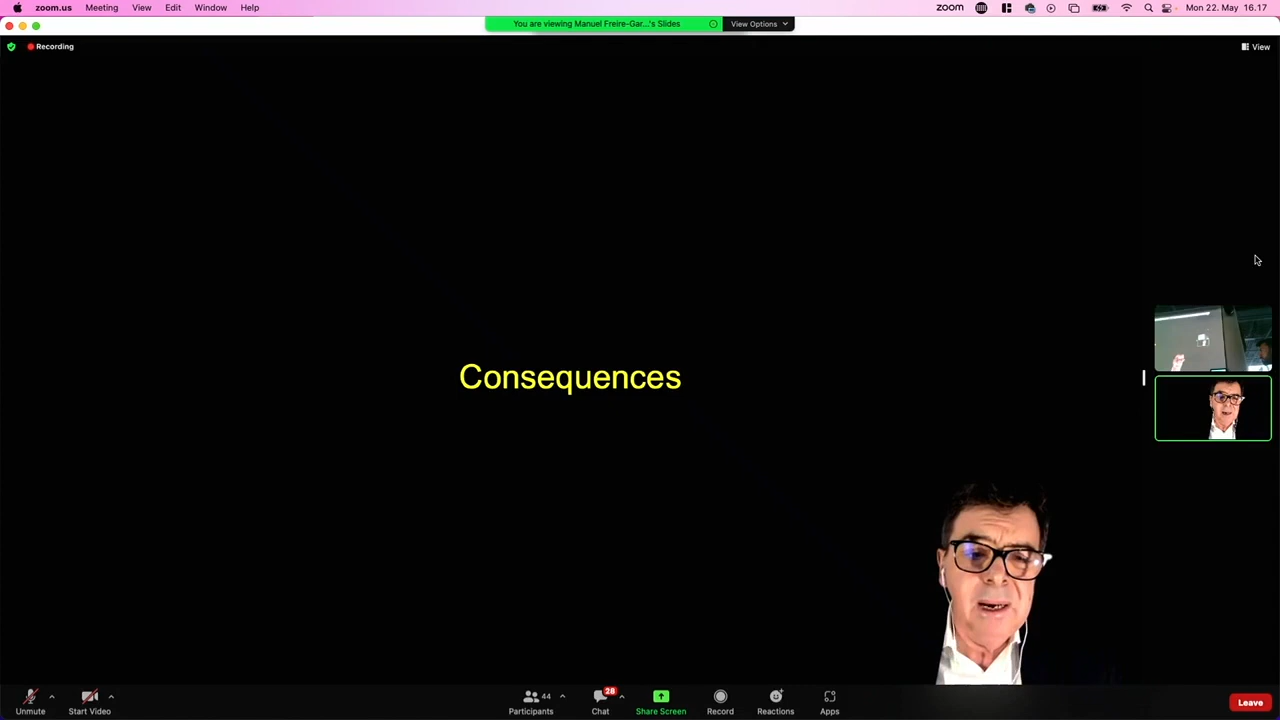 zoom.us Meeting View Edit Window Help zoom Mon 22. May 16.17
You are viewing Manuel Freire-Gar...'s Slides View Options
Recording View
Consequences
44 28
Unmute Start Video Participants Chat Share Screen Record Reactions Apps Leave